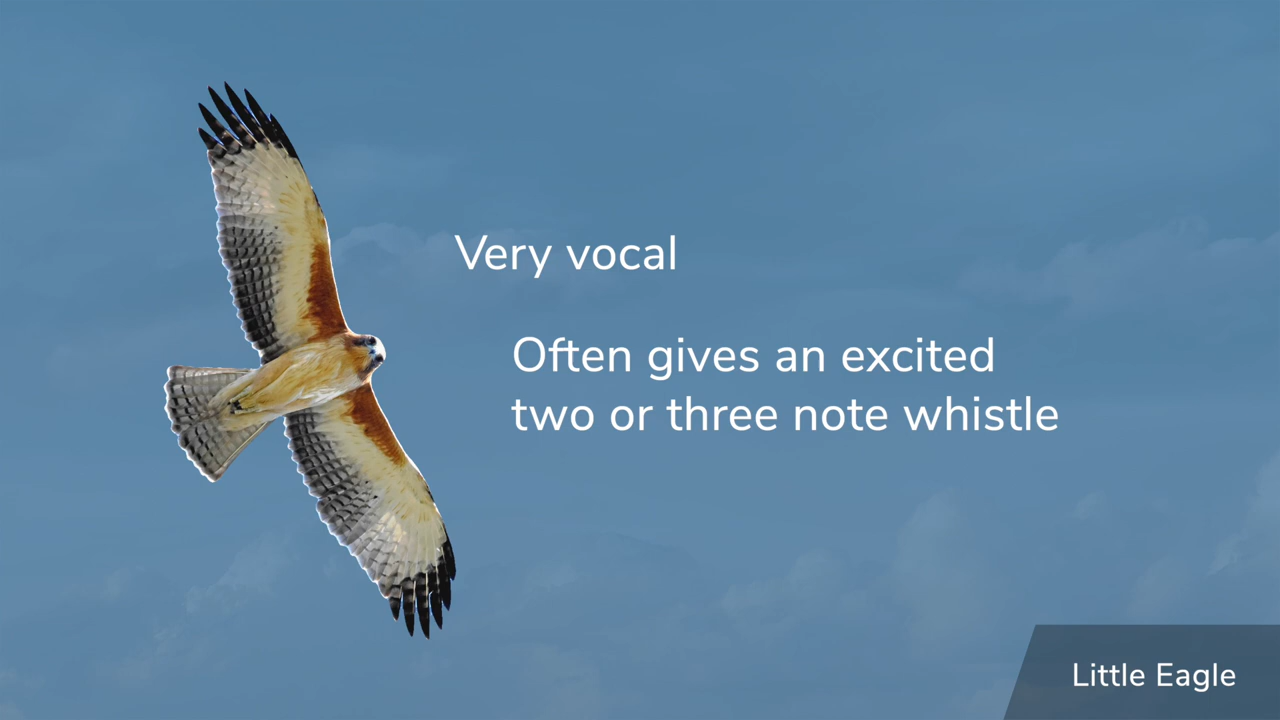 Very vocal
Often gives an excited
two or three note whistle
Little Eagle